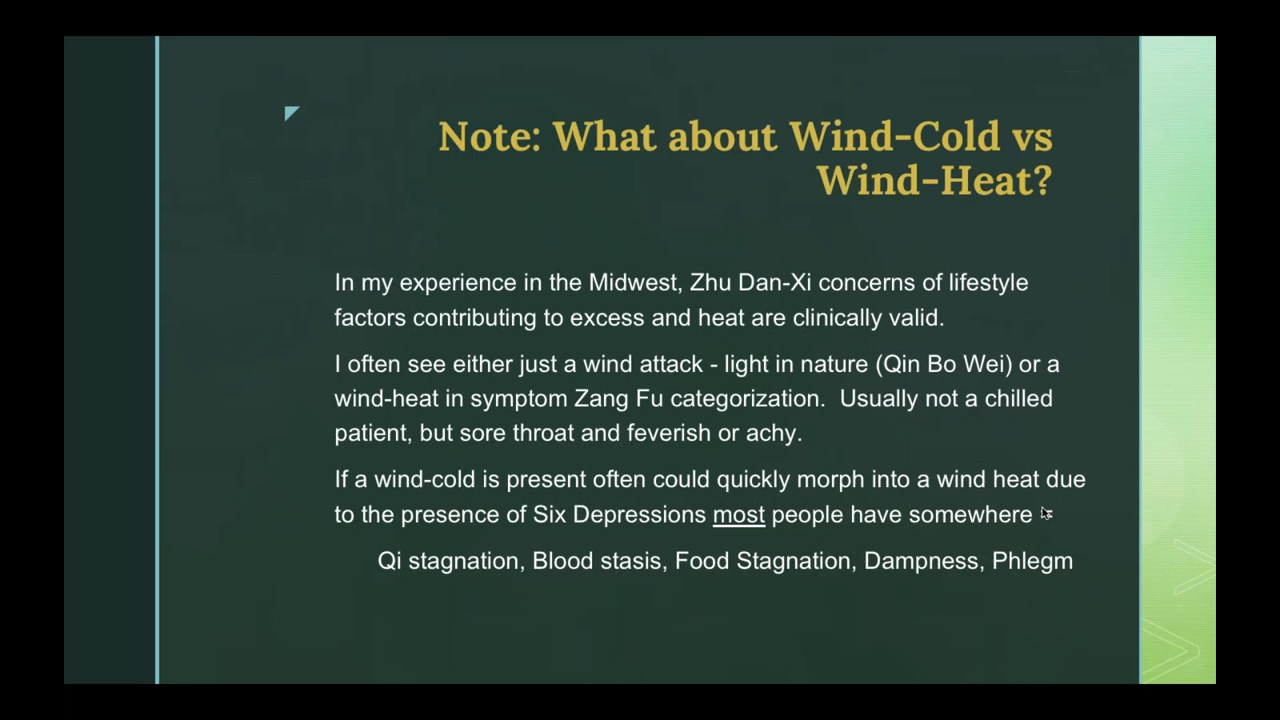 Note: What about Wind-Cold vs
Wind-Heat?
In my experience in the Midwest, Zhu Dan-Xi concerns of lifestyle
factors contributing to excess and heat are clinically valid.
I often see either just a wind attack - light in nature (Qin Bo Wei) or a
wind-heat in symptom Zang Fu categorization.  Usually not a chilled
patient, but sore throat and feverish or achy.
If a wind-cold is present often could quickly morph into a wind heat due
to the presence of Six Depressions most people have somewhere =
Qi stagnation, Blood stasis, Food Stagnation, Dampness, Phlegm